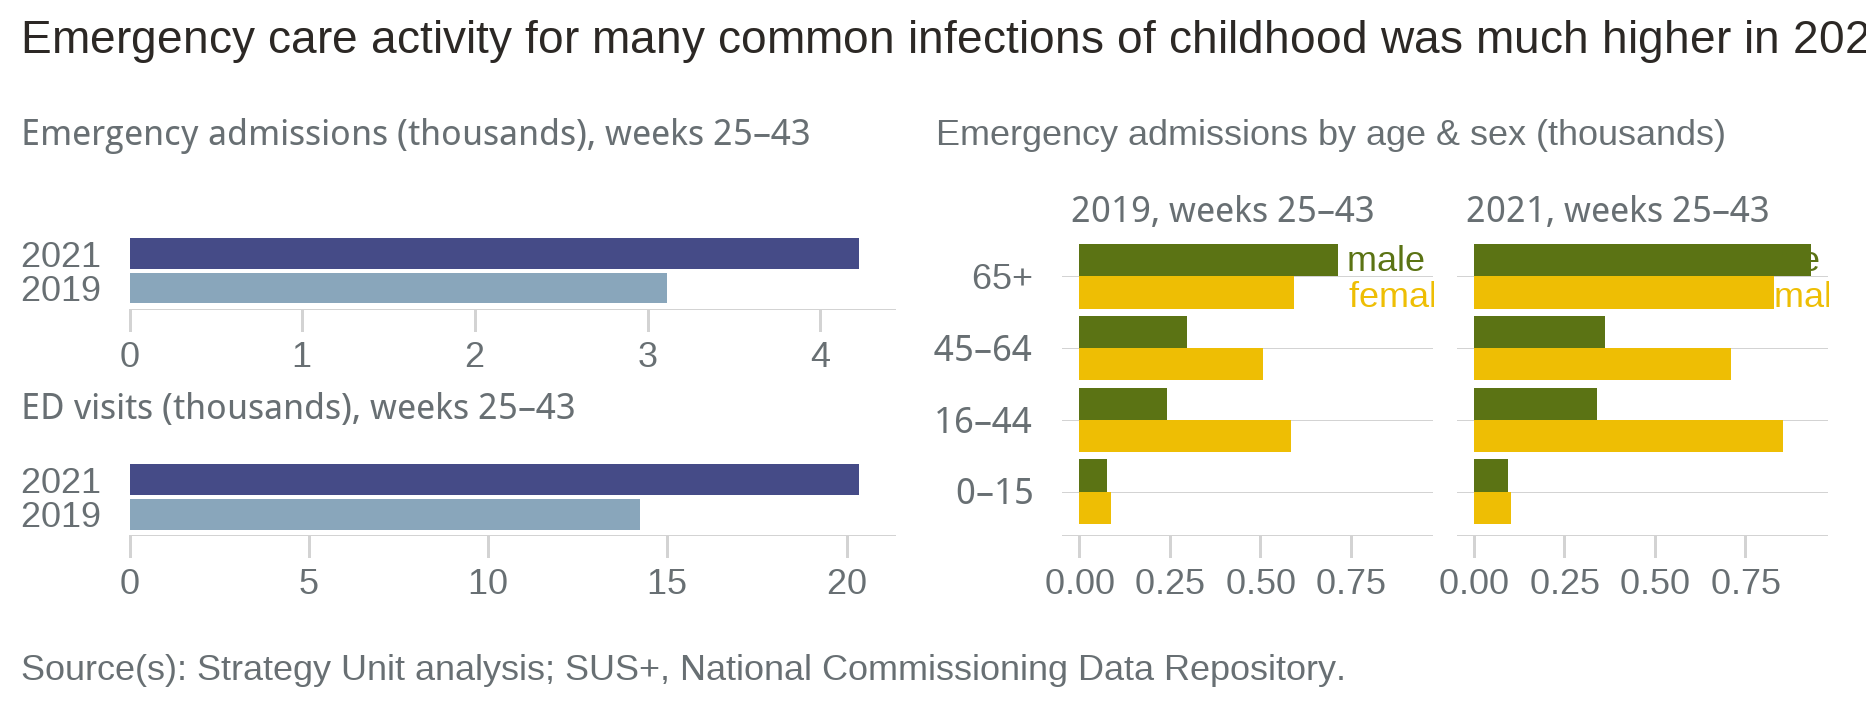 Emergency care activity for many common infections of childhood was much higher in 202
Emergency admissions (thousands), weeks 25–43
2021
2019
0 1 2 3 4
ED visits (thousands), weeks 25–43
2021
2019
0 5 10 15 20
Emergency admissions by age & sex (thousands)
2019, weeks 25–43 2021, weeks 25–43
male
65+
femal
45–64
16–44
0–15
0.00 0.25 0.50 0.75 0.00 0.25 0.50 0.75
Source(s): Strategy Unit analysis; SUS+, National Commissioning Data Repository.